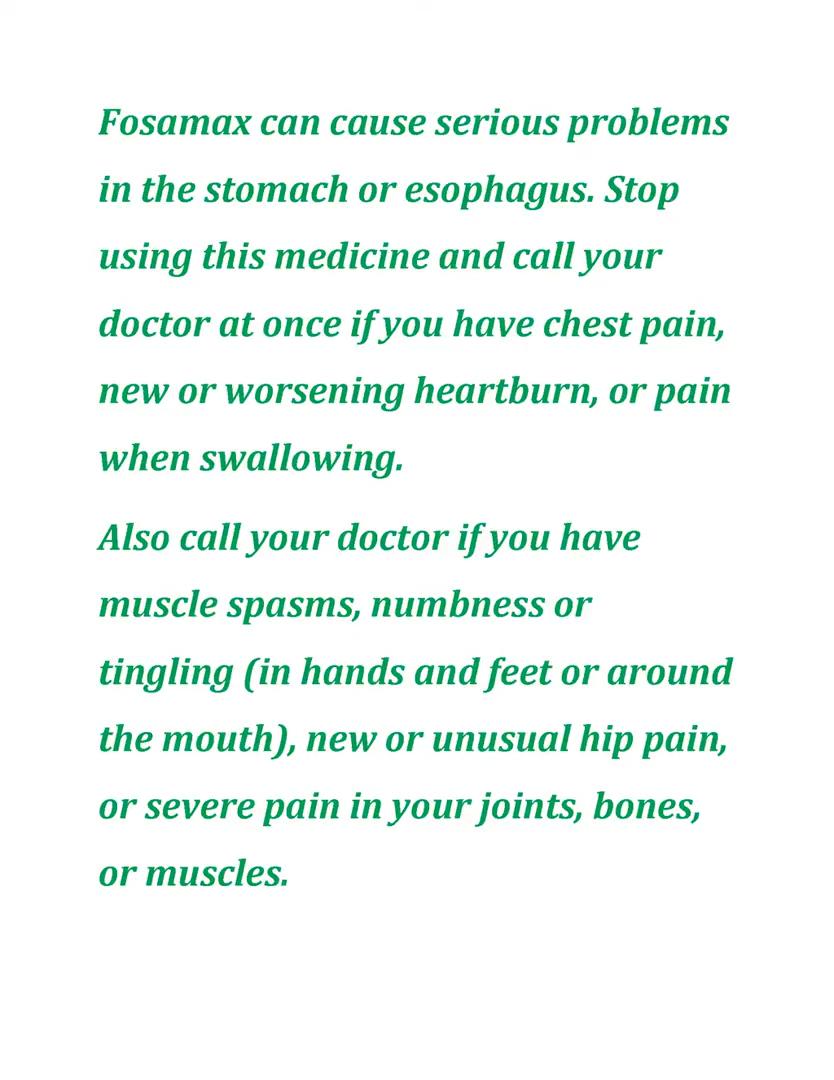 Fosamax can cause serious problems
in the stomach or esophagus. Stop
using this medicine and call your
doctor at once if you have chest pain,
new or worsening heartburn, or pain
when swallowing.
Also call your doctor if you have
muscle spasms, numbness or
tingling (in hands and feet or around
the mouth), new or unusual hip pain,
or severe pain in your joints, bones,
or muscles.